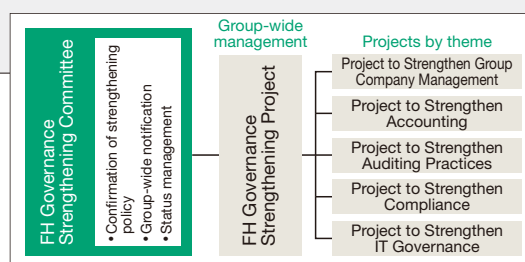 FH Governance
Strengthening Committee
• Confirmation of strengthening
policy
• Group-wide notification
• Status management
Group-wide
management
FH Governance
Strengthening Project
Projects by theme
Project to Strengthen Group
Company Management
Project to Strengthen
Accounting
Project to Strengthen
Auditing Practices
Project to Strengthen
Compliance
Project to Strengthen
IT Governance